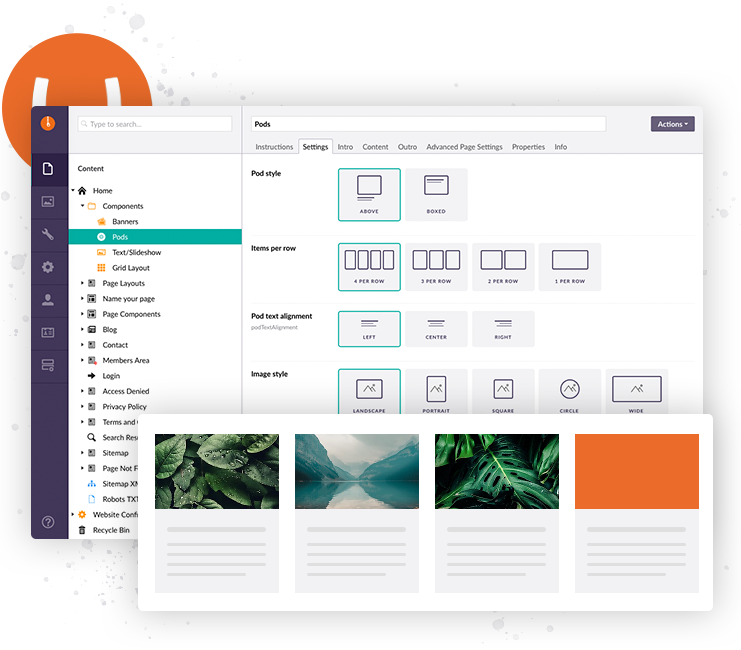 Type to search...
Content
Home
Components
Banners
Pods
Text/Slideshow
Grid Layout
Page Layouts
Name your page
Page Components
Blog
Contact
Members Area
Login
Access Denied
Privacy Policy
Terms and
Search
Sitemap
Page Not
Sitemap
Robots
Website
Recycle Bin
Pods
Actions
Instructions Settings Intro Content Outro Advanced Page Settings Properties Info
Pod style
ABOVE BOXED
Items per row
4 PER ROW 3 PER ROW 2 PER ROW 1 PER ROW
Pod text alignment
podTextAlignment
LEFT CENTER RIGHT
Image style
LANDSCAPE PORTRAIT SQUARE CIRCLE WIDE